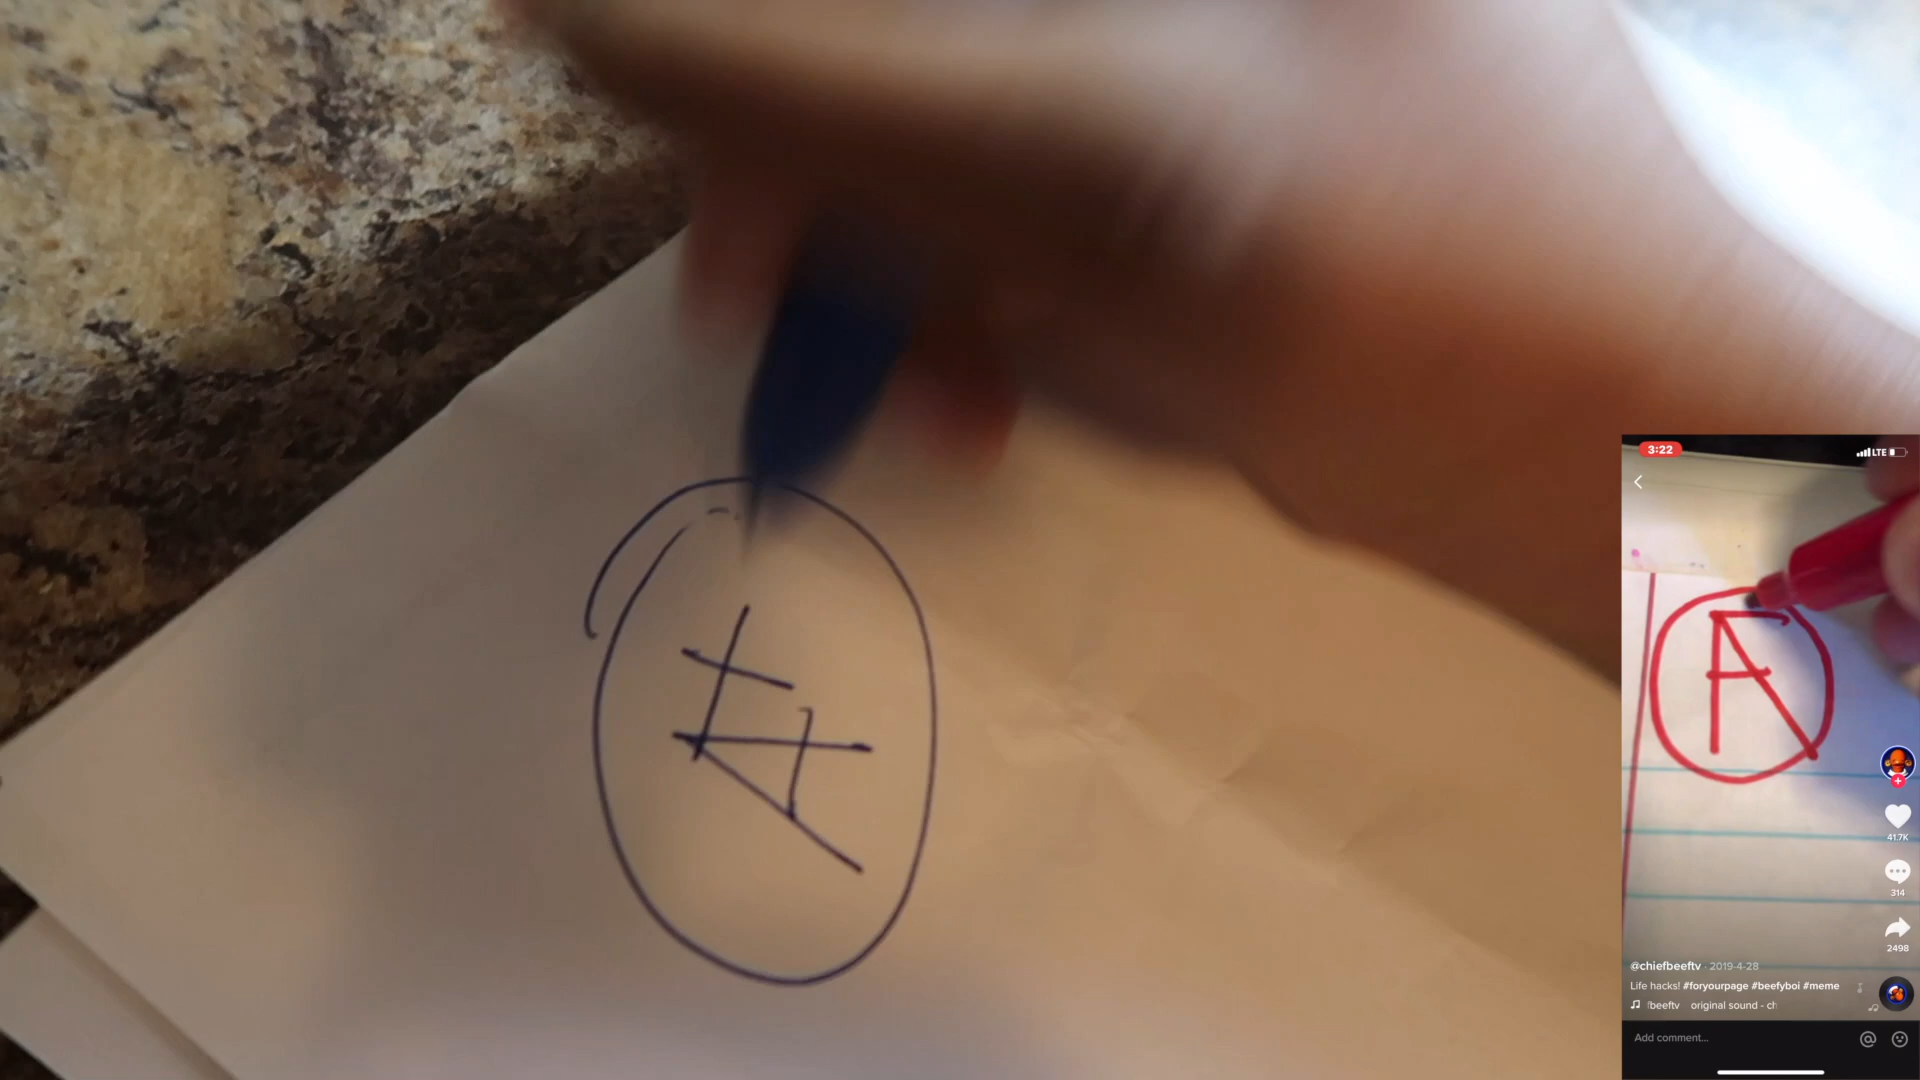 A+
3:22
LTE
A
41.7K
314
2498
@chiefbeeftv · 2019-4-28
Life hacks! #foryourpage #beefyboi #meme
fbeeftv original sound - ch
Add comment...